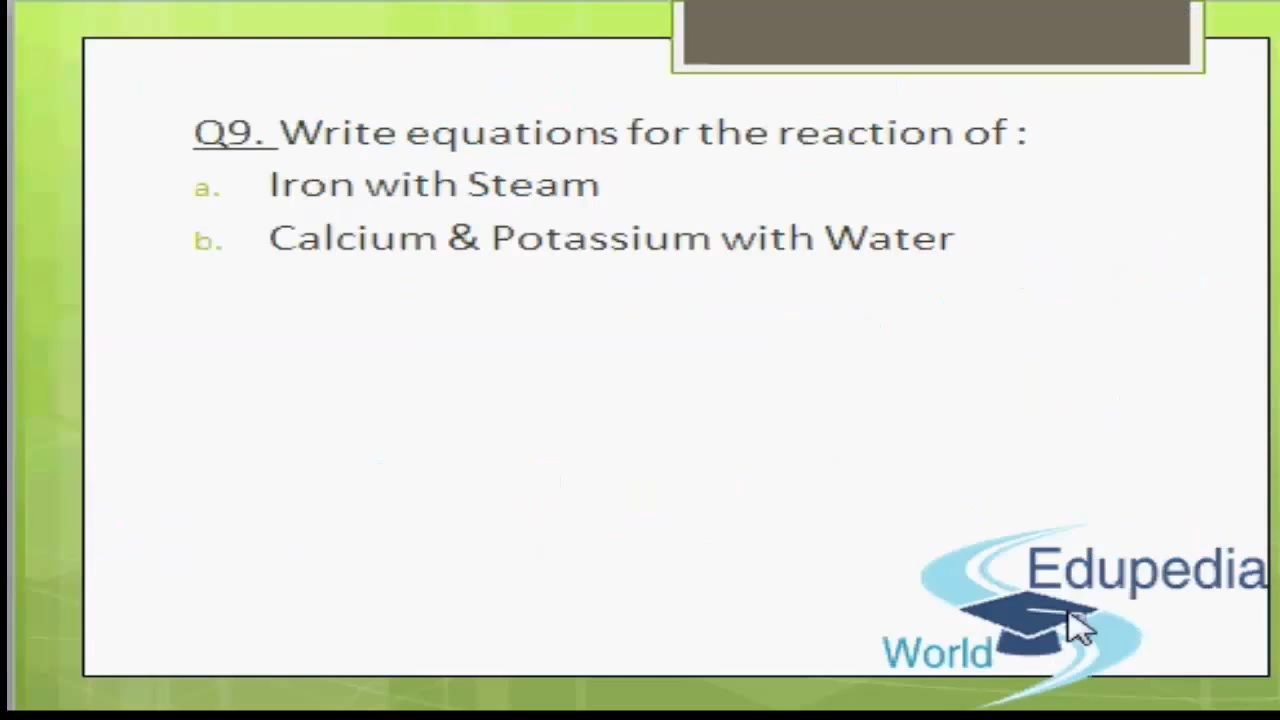 Q9. Write equations for the reaction of :
a. Iron with Steam
b. Calcium & Potassium with Water
Edupedia
World